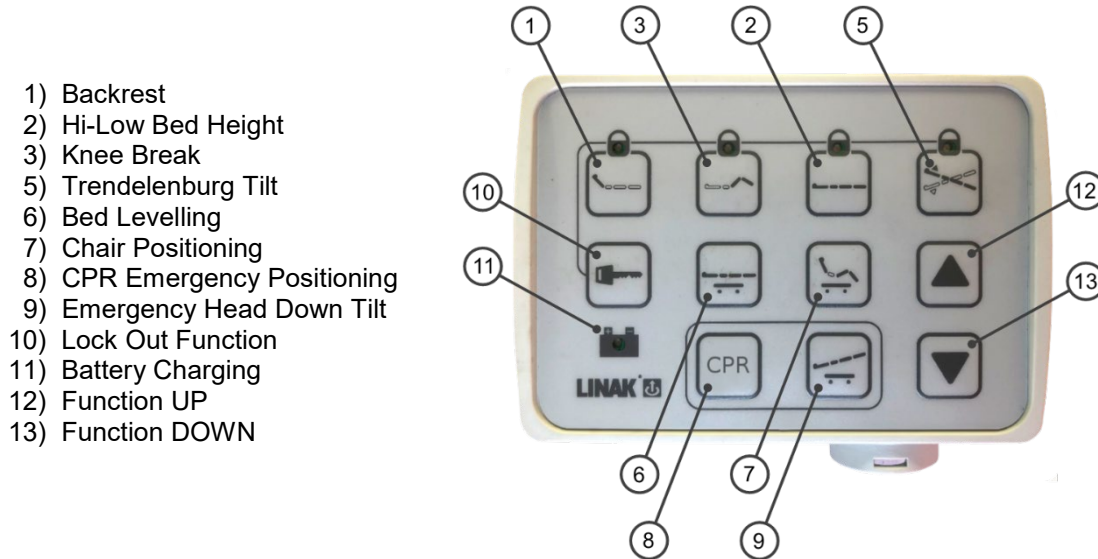 1) Backrest
2) Hi-Low Bed Height
3) Knee Break
5) Trendelenburg Tilt
6) Bed Levelling
7) Chair Positioning
8) CPR Emergency Positioning
9) Emergency Head Down Tilt
10) Lock Out Function
11) Battery Charging
12) Function UP
13) Function DOWN
1
3
2
5
10
12
11
13
CPR
LINAK
6
7
8
9